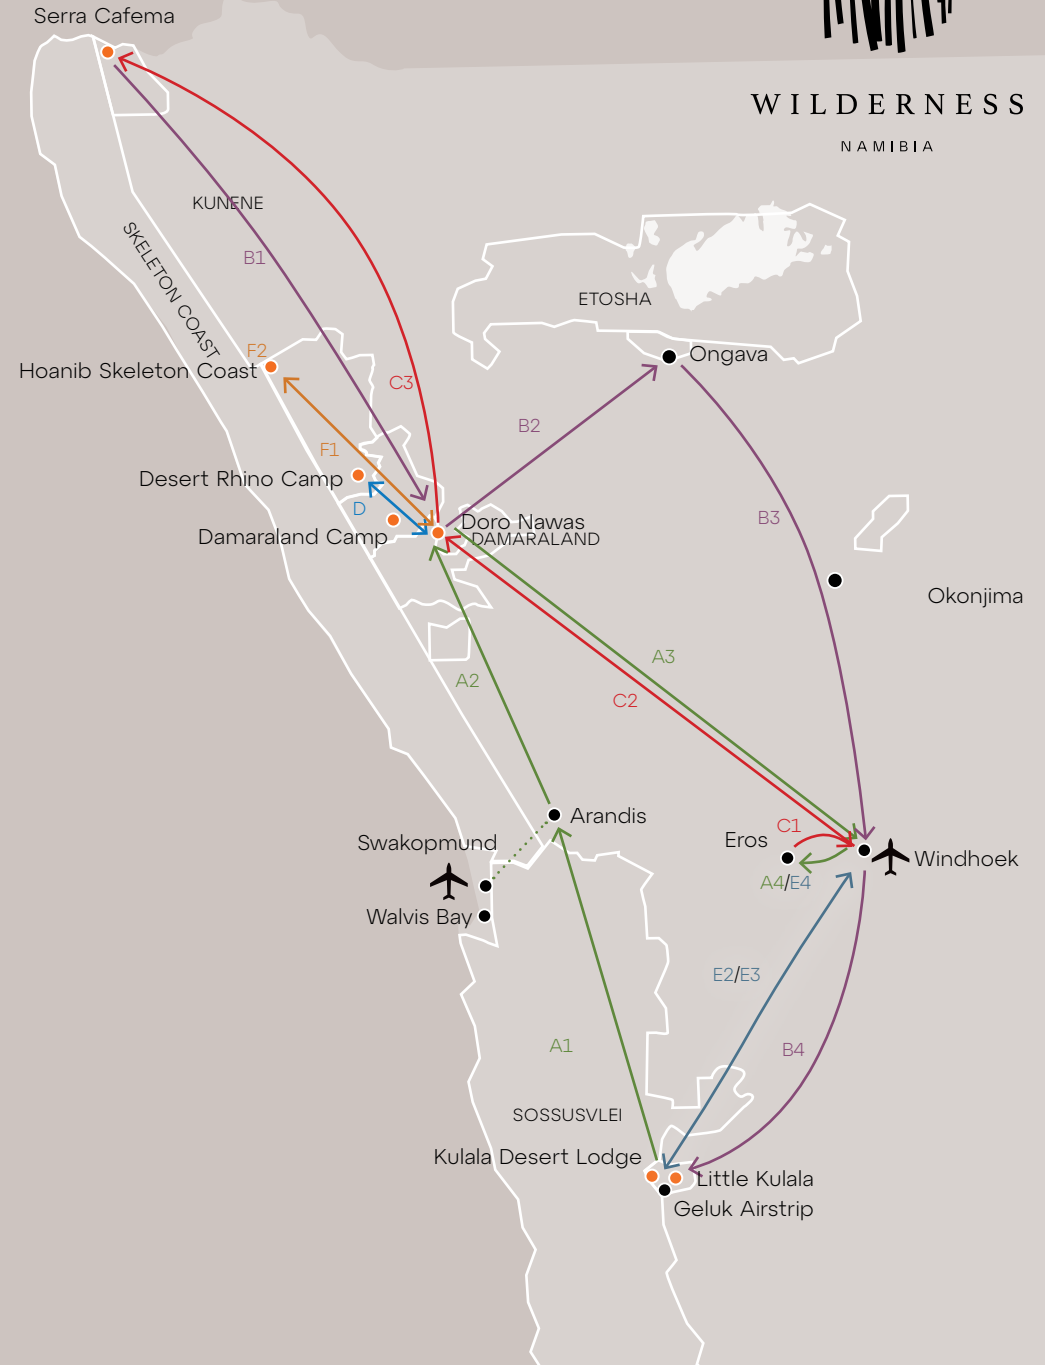 Serra Cafema
WILDERNESS
NAMIBIA
KUNENE
SKELETON COAST
B1
ETOSHA
F2
Hoanib Skeleton Coast
Ongava
C3
B2
F1
Desert Rhino Camp
D
B3
Doro Nawas
Damaraland Camp
DAMARALAND
Okonjima
A3
A2
C2
Arandis
C1
Eros
Swakopmund
Windhoek
A4/E4
Walvis Bay
E2/E3
A1
B4
SOSSUSVLEI
Kulala Desert Lodge
Little Kulala
Geluk Airstrip